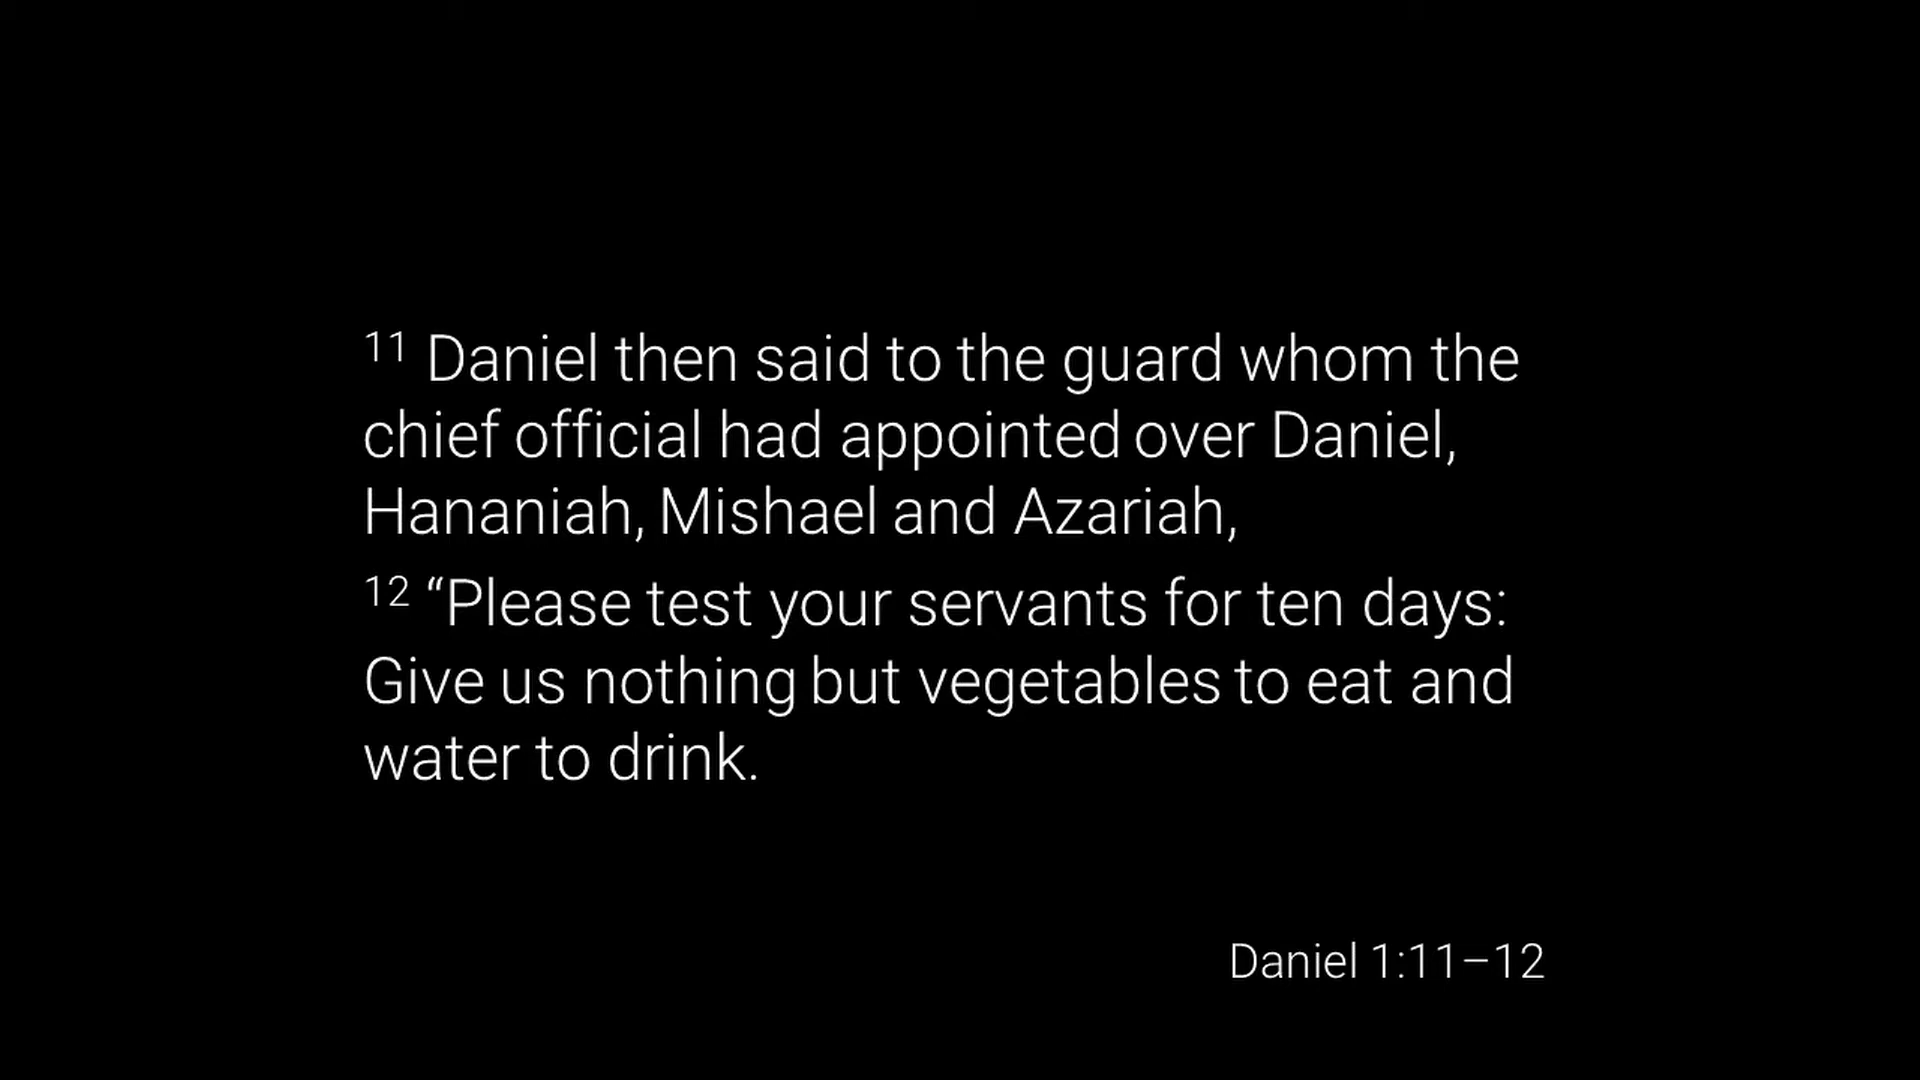 11 Daniel then said to the guard whom the
chief official had appointed over Daniel,
Hananiah, Mishael and Azariah,
12 “Please test your servants for ten days:
Give us nothing but vegetables to eat and
water to drink.
Daniel 1:11–12